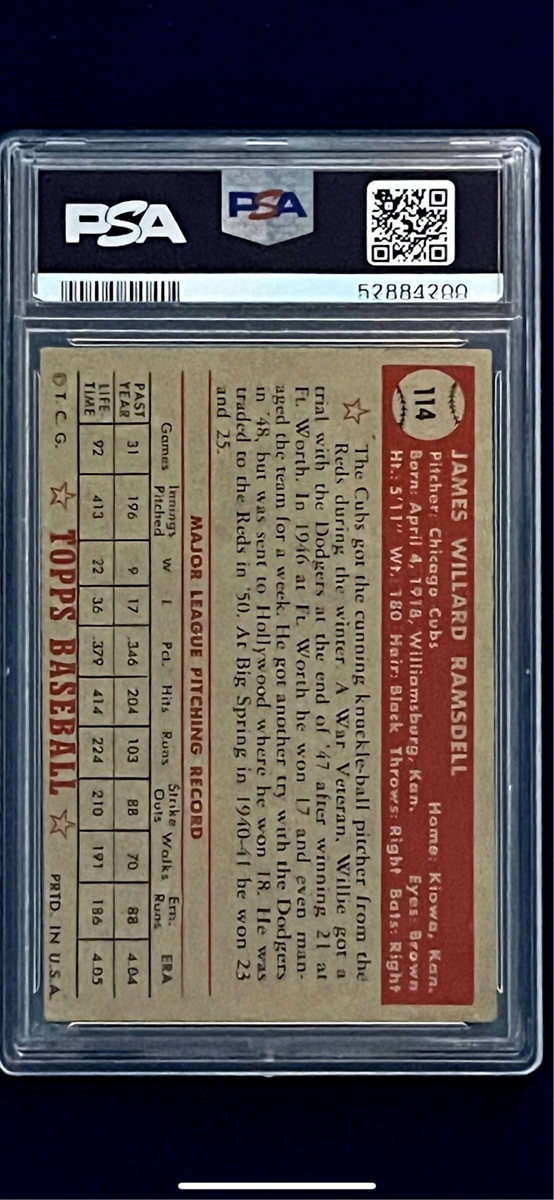 PSA
PSA
52884200
114
JAMES WILLARD RAMSDELL
Pitcher: Chicago Cubs Home: Kiowa, Kan.
Born: April 4, 1918, Williamsburg, Kan. Eyes: Brown
Ht.: 5'11" Wt. 180 Hair: Black Throws: Right Bats: Right
The Cubs got the cunning knuckle-ball pitcher from the
Reds during the winter. A War Veteran, Willie got a
trial with the Dodgers at the end of '47 after winning 21 at
Ft. Worth. In 1946 at Ft. Worth he won 17 and even man-
aged the team for a week. He got another try with the Dodgers
in '48, but was sent to Hollywood where he won 18. He was
traded to the Reds in '50. At Big Spring in 1940-41 he won 23
and 25.
MAJOR LEAGUE PITCHING RECORD
Games Innings Pitched W L Pct. Hits Runs Strike Outs Walks Ern. Runs ERA
PAST YEAR 31 196 9 17 .346 204 103 88 70 88 4.04
LIFE-TIME 92 413 22 36 .379 414 224 210 191 186 4.05
© T. C. G. TOPPS BASEBALL PRTD. IN U.S.A.